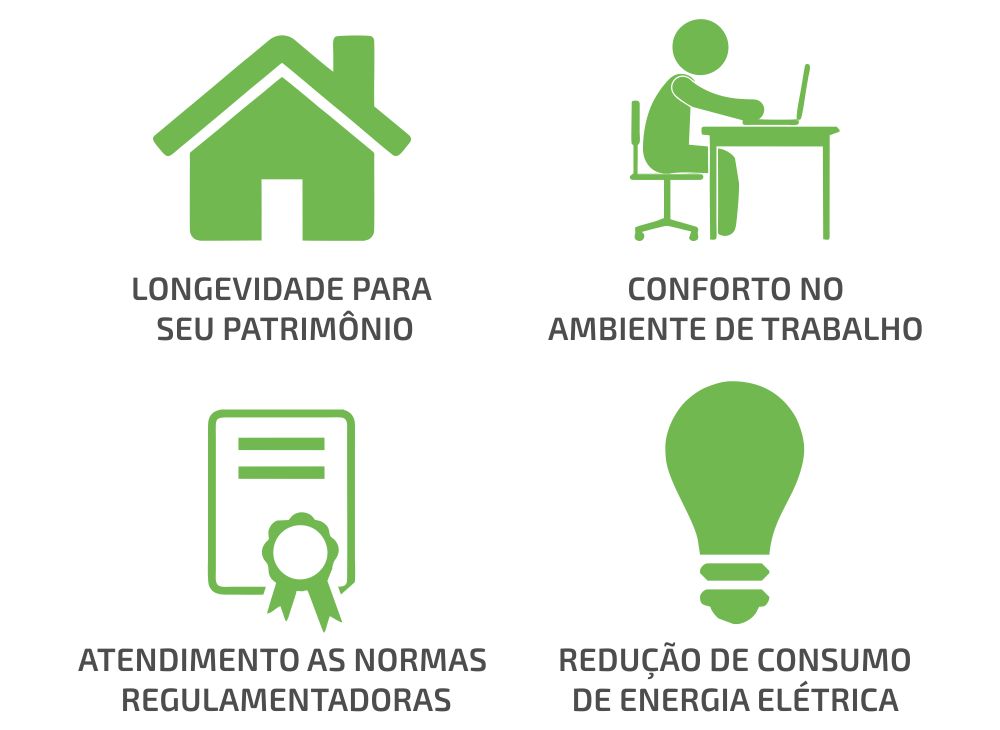 LONGEVIDADE PARA
SEU PATRIMÔNIO
CONFORTO NO
AMBIENTE DE TRABALHO
ATENDIMENTO AS NORMAS
REGULAMENTADORAS
REDUÇÃO DE CONSUMO
DE ENERGIA ELÉTRICA